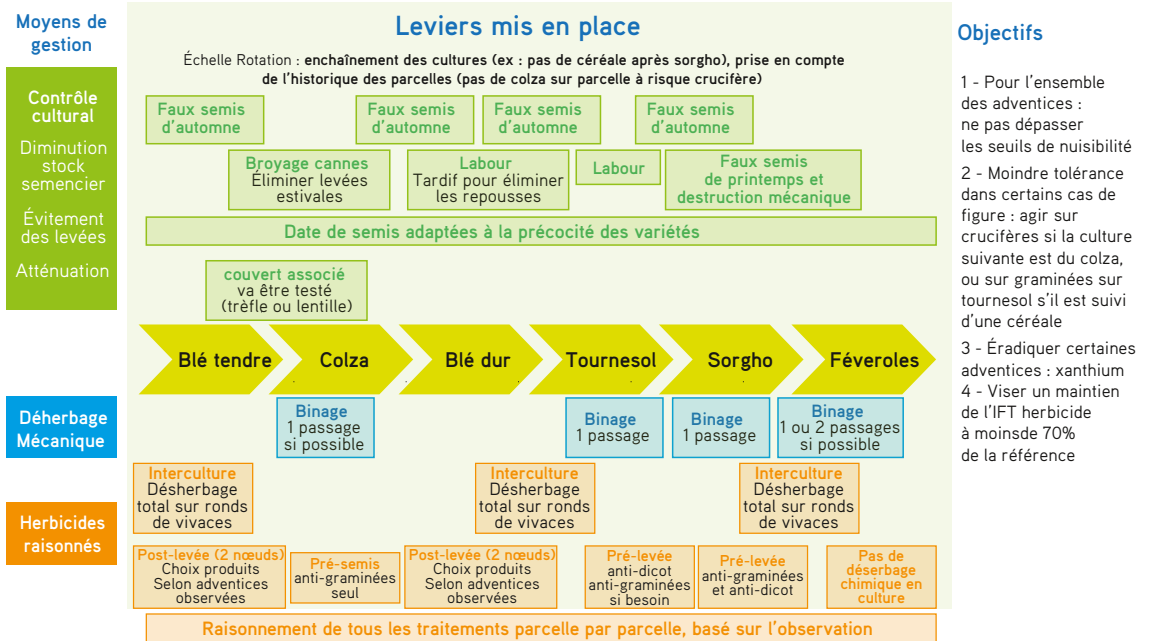 Moyens de
gestion
Leviers mis en place
Objectifs
Échelle Rotation : enchaînement des cultures (ex : pas de céréale après sorgho), prise en compte
de l'historique des parcelles (pas de colza sur parcelle à risque crucifère)
Contrôle
cultural
Diminution
stock
semencier
Évitement
des levées
Atténuation
Faux semis
d'automne
Faux semis
d'automne
Faux semis
d'automne
Faux semis
d'automne
Broyage cannes
Éliminer levées
estivales
Labour
Tardif pour éliminer
les repousses
Labour
Faux semis
de printemps et
destruction mécanique
Date de semis adaptées à la précocité des variétés
couvert associé
va être testé
(trèfle ou lentille)
Blé tendre
Colza
Blé dur
Tournesol
Sorgho
Féveroles
Déherbage
Mécanique
Binage
1 passage
si possible
Binage
1 passage
Binage
1 passage
Binage
1 ou 2 passages
si possible
Herbicides
raisonnés
Interculture
Désherbage
total sur ronds
de vivaces
Interculture
Désherbage
total sur ronds
de vivaces
Interculture
Désherbage
total sur ronds
de vivaces
Post-levée (2 nœuds)
Choix produits
Selon adventices
observées
Pré-semis
anti-graminées
seul
Post-levée (2 nœuds)
Choix produits
Selon adventices
observées
Pré-levée
anti-dicot
anti-graminées
si besoin
Pré-levée
anti-graminées
et anti-dicot
Pas de
déserbage
chimique en
culture
Raisonnement de tous les traitements parcelle par parcelle, basé sur l'observation
1 - Pour l'ensemble
des adventices :
ne pas dépasser
les seuils de nuisibilité
2 - Moindre tolérance
dans certains cas de
figure : agir sur
crucifères si la culture
suivante est du colza,
ou sur graminées sur
tournesol s'il est suivi
d'une céréale
3 - Éradiquer certaines
adventices : xanthium
4 - Viser un maintien
de l'IFT herbicide
à moinsde 70%
de la référence